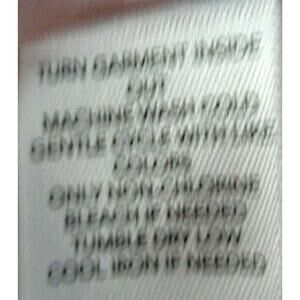 TURN GARMENT INSIDE
OUT
MACHINE WASH COLD
GENTLE CYCLE WITH LIKE
COLORS
ONLY NON-CHLORINE
BLEACH IF NEEDED
TUMBLE DRY LOW
COOL IRON IF NEEDED